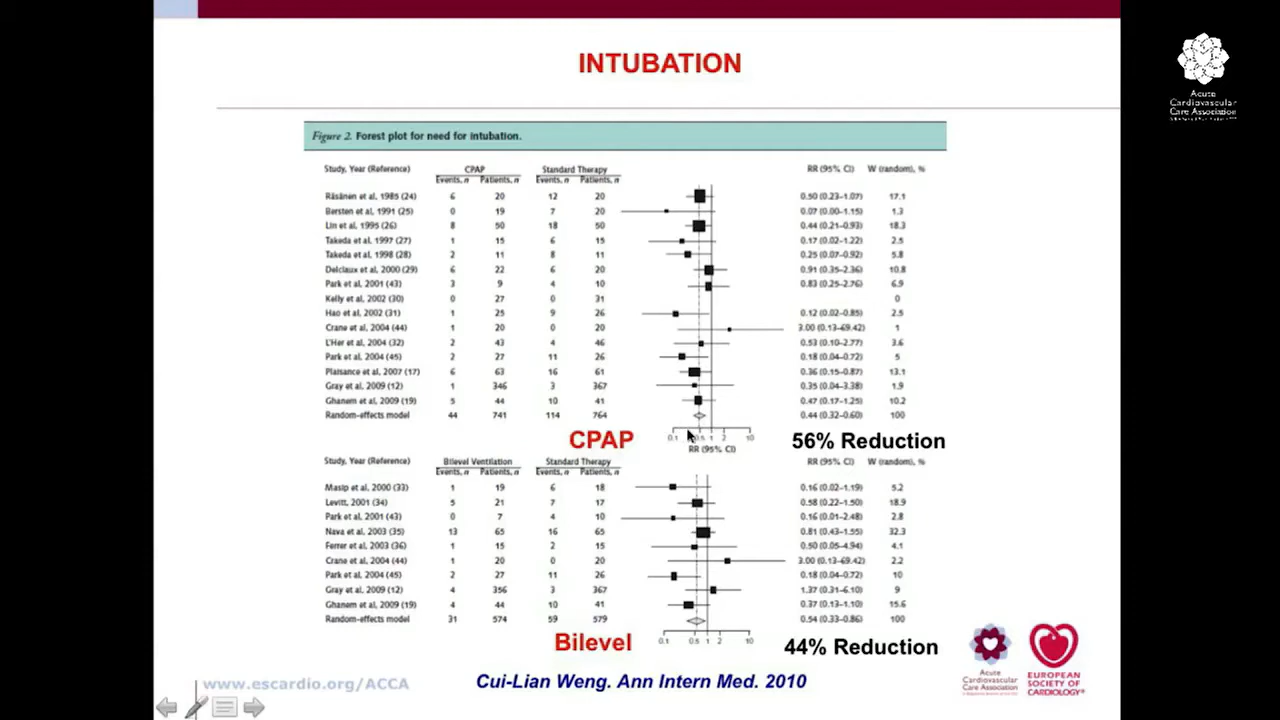 INTUBATION
Acute
Cardiovascular
Care Association
Figure 2. Forest plot for need for intubation.
Study, Year (Reference) CPAP Standard Therapy RR (95% CI) W (random), %
Events, n Patients, n Events, n Patients, n
Räsänen et al, 1985 (24) 6 20 12 20 0.50 (0.23–1.07) 17.1
Bersten et al, 1991 (25) 0 19 7 20 0.07 (0.00–1.15) 1.3
Lin et al, 1995 (26) 8 50 18 50 0.44 (0.21–0.93) 18.3
Takeda et al, 1997 (27) 1 15 6 15 0.17 (0.02–1.22) 2.5
Takeda et al, 1998 (28) 2 11 8 11 0.25 (0.07–0.92) 5.8
Delclaux et al, 2000 (29) 6 22 6 20 0.91 (0.35–2.36) 10.8
Park et al, 2001 (43) 3 9 4 10 0.83 (0.25–2.76) 6.9
Kelly et al, 2002 (30) 0 27 0 31 0
Hao et al, 2002 (31) 1 25 9 26 0.12 (0.02–0.85) 2.5
Crane et al, 2004 (44) 1 20 0 20 3.00 (0.13–69.42) 1
L'Her et al, 2004 (32) 2 43 4 46 0.53 (0.10–2.77) 3.6
Park et al, 2004 (45) 2 27 11 26 0.18 (0.04–0.72) 5
Plaisance et al, 2007 (17) 6 63 16 61 0.36 (0.15–0.87) 13.1
Gray et al, 2009 (12) 1 346 3 367 0.35 (0.04–3.38) 1.9
Ghanem et al, 2009 (19) 5 44 10 41 0.47 (0.17–1.25) 10.2
Random-effects model 44 741 114 764 0.44 (0.32–0.60) 100
0.1 0.5 1 2 10
RR (95% CI)
CPAP 56% Reduction
Study, Year (Reference) Bilevel Ventilation Standard Therapy RR (95% CI) W (random), %
Events, n Patients, n Events, n Patients, n
Masip et al, 2000 (33) 1 19 6 18 0.16 (0.02–1.19) 5.2
Levitt, 2001 (34) 5 21 7 17 0.58 (0.22–1.50) 18.9
Park et al, 2001 (43) 0 7 4 10 0.16 (0.01–2.48) 2.8
Nava et al, 2003 (35) 13 65 16 65 0.81 (0.43–1.55) 32.3
Ferrer et al, 2003 (36) 1 15 2 15 0.50 (0.05–4.94) 4.1
Crane et al, 2004 (44) 1 20 0 20 3.00 (0.13–69.42) 2.2
Park et al, 2004 (45) 2 27 11 26 0.18 (0.04–0.72) 10
Gray et al, 2009 (12) 4 356 3 367 1.37 (0.31–6.10) 9
Ghanem et al, 2009 (19) 4 44 10 41 0.37 (0.13–1.10) 15.6
Random-effects model 31 574 59 579 0.54 (0.33–0.86) 100
0.1 0.5 1 2 10
Bilevel 44% Reduction
Cui-Lian Weng. Ann Intern Med. 2010
www.escardio.org/ACCA
Acute
Cardiovascular
Care Association
EUROPEAN
SOCIETY OF
CARDIOLOGY®